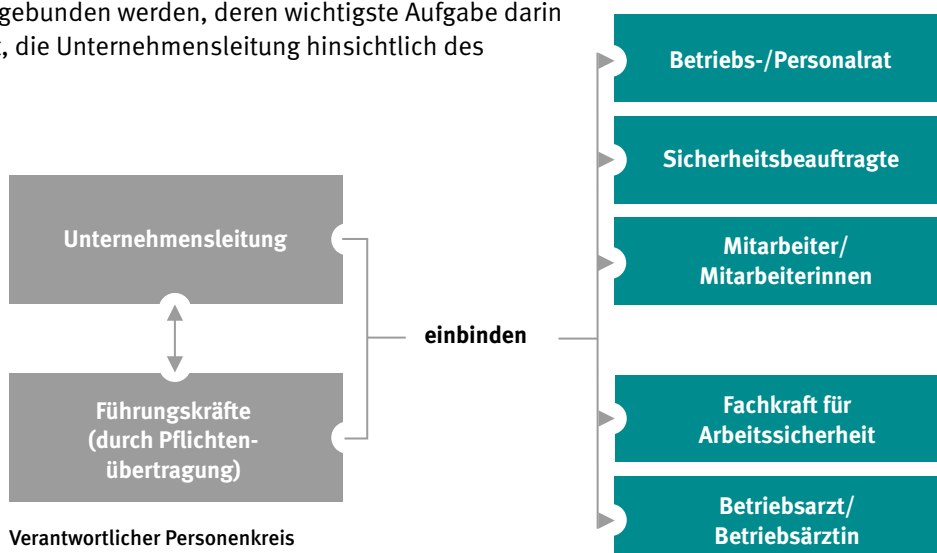 gebunden werden, deren wichtigste Aufgabe darin
, die Unternehmensleitung hinsichtlich des
Unternehmensleitung
Führungskräfte
(durch Pflichten-
übertragung)
Verantwortlicher Personenkreis
einbinden
Betriebs-/Personalrat
Sicherheitsbeauftragte
Mitarbeiter/
Mitarbeiterinnen
Fachkraft für
Arbeitssicherheit
Betriebsarzt/
Betriebsärztin